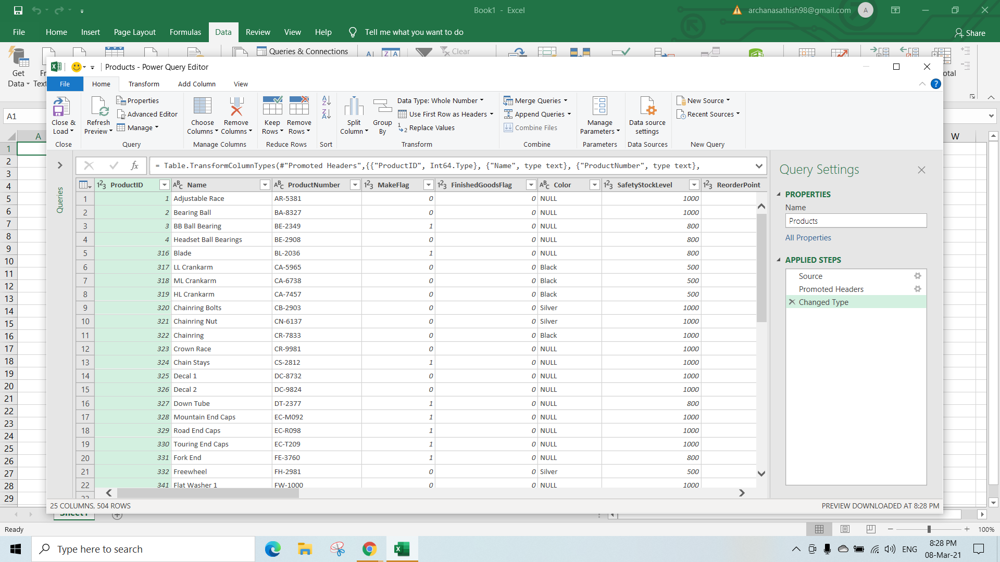 Book1 - Excel
archanasathish98@gmail.com A
File Home Insert Page Layout Formulas Data Review View Help Tell me what you want to do Share
Queries & Connections Clear
Get
Data
Products - Power Query Editor
File Home Transform Add Column View
Close & Load
Refresh Preview
Properties
Advanced Editor
Manage
Choose Columns
Remove Columns
Keep Rows
Remove Rows
Split Column
Group By
Data Type: Whole Number
Use First Row as Headers
Replace Values
Merge Queries
Append Queries
Combine Files
Manage Parameters
Data source settings
New Source
Recent Sources
Close Query Manage Columns Reduce Rows Sort Transform Combine Parameters Data Sources New Query
A1
A W
= Table.TransformColumnTypes(#"Promoted Headers",{{"ProductID", Int64.Type}, {"Name", type text}, {"ProductNumber", type text},
Queries
ProductID Name ProductNumber MakeFlag FinishedGoodsFlag Color SafetyStockLevel ReorderPoint
1 1 Adjustable Race AR-5381 0 0 NULL 1000
2 2 Bearing Ball BA-8327 0 0 NULL 1000
3 3 BB Ball Bearing BE-2349 1 0 NULL 800
4 4 Headset Ball Bearings BE-2908 0 0 NULL 800
5 316 Blade BL-2036 1 0 NULL 800
6 317 LL Crankarm CA-5965 0 0 Black 500
7 318 ML Crankarm CA-6738 0 0 Black 500
8 319 HL Crankarm CA-7457 0 0 Black 500
9 320 Chainring Bolts CB-2903 0 0 Silver 1000
10 321 Chainring Nut CN-6137 0 0 Silver 1000
11 322 Chainring CR-7833 0 0 Black 1000
12 323 Crown Race CR-9981 0 0 NULL 1000
13 324 Chain Stays CS-2812 1 0 NULL 1000
14 325 Decal 1 DC-8732 0 0 NULL 1000
15 326 Decal 2 DC-9824 0 0 NULL 1000
16 327 Down Tube DT-2377 1 0 NULL 800
17 328 Mountain End Caps EC-M092 1 0 NULL 1000
18 329 Road End Caps EC-R098 1 0 NULL 1000
19 330 Touring End Caps EC-T209 1 0 NULL 1000
20 331 Fork End FE-3760 1 0 NULL 800
21 332 Freewheel FH-2981 0 0 Silver 500
22 341 Flat Washer 1 FW-1000 0 0 NULL 1000
Query Settings
PROPERTIES
Name
Products
All Properties
APPLIED STEPS
Source
Promoted Headers
Changed Type
1
2
3
4
5
6
7
8
9
10
11
12
13
14
15
16
17
18
19
20
21
22
23
24
25
26
27
28
29
25 COLUMNS, 504 ROWS PREVIEW DOWNLOADED AT 8:28 PM
Sheet1
Ready 100%
Type here to search ENG 8:28 PM
08-Mar-21